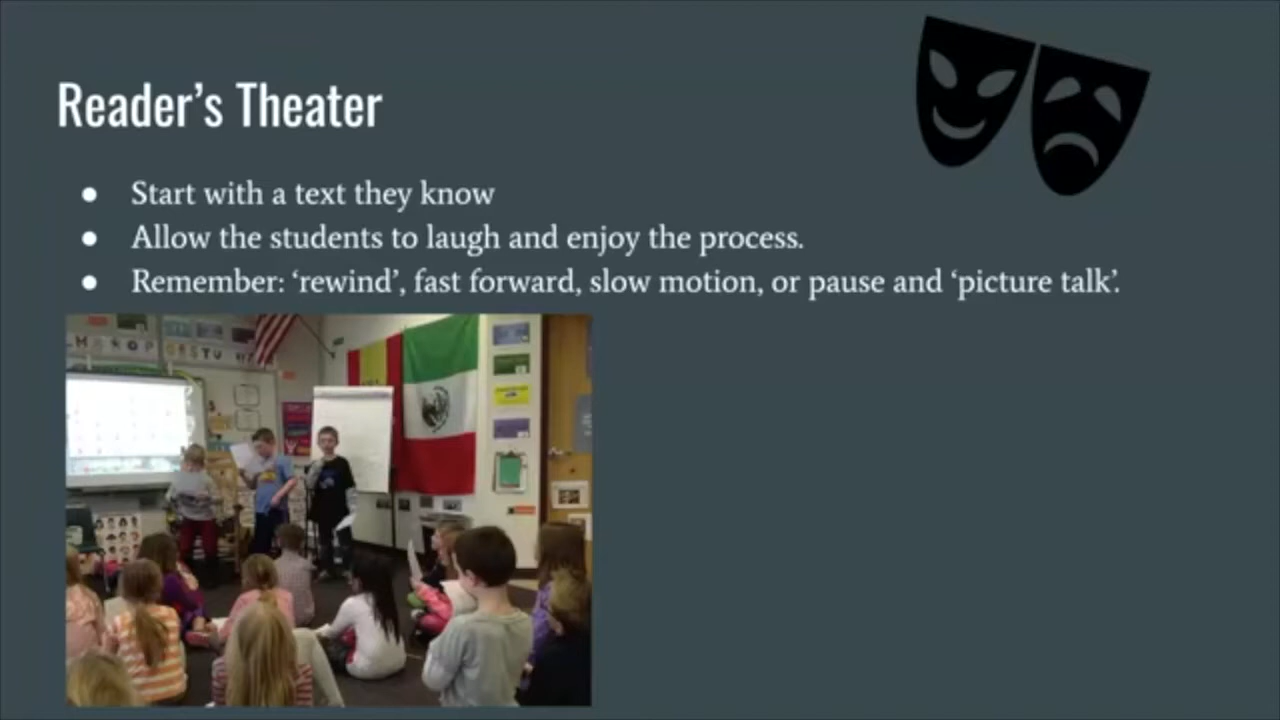 Reader’s Theater
● Start with a text they know
● Allow the students to laugh and enjoy the process.
● Remember: ‘rewind’, fast forward, slow motion, or pause and ‘picture talk’.